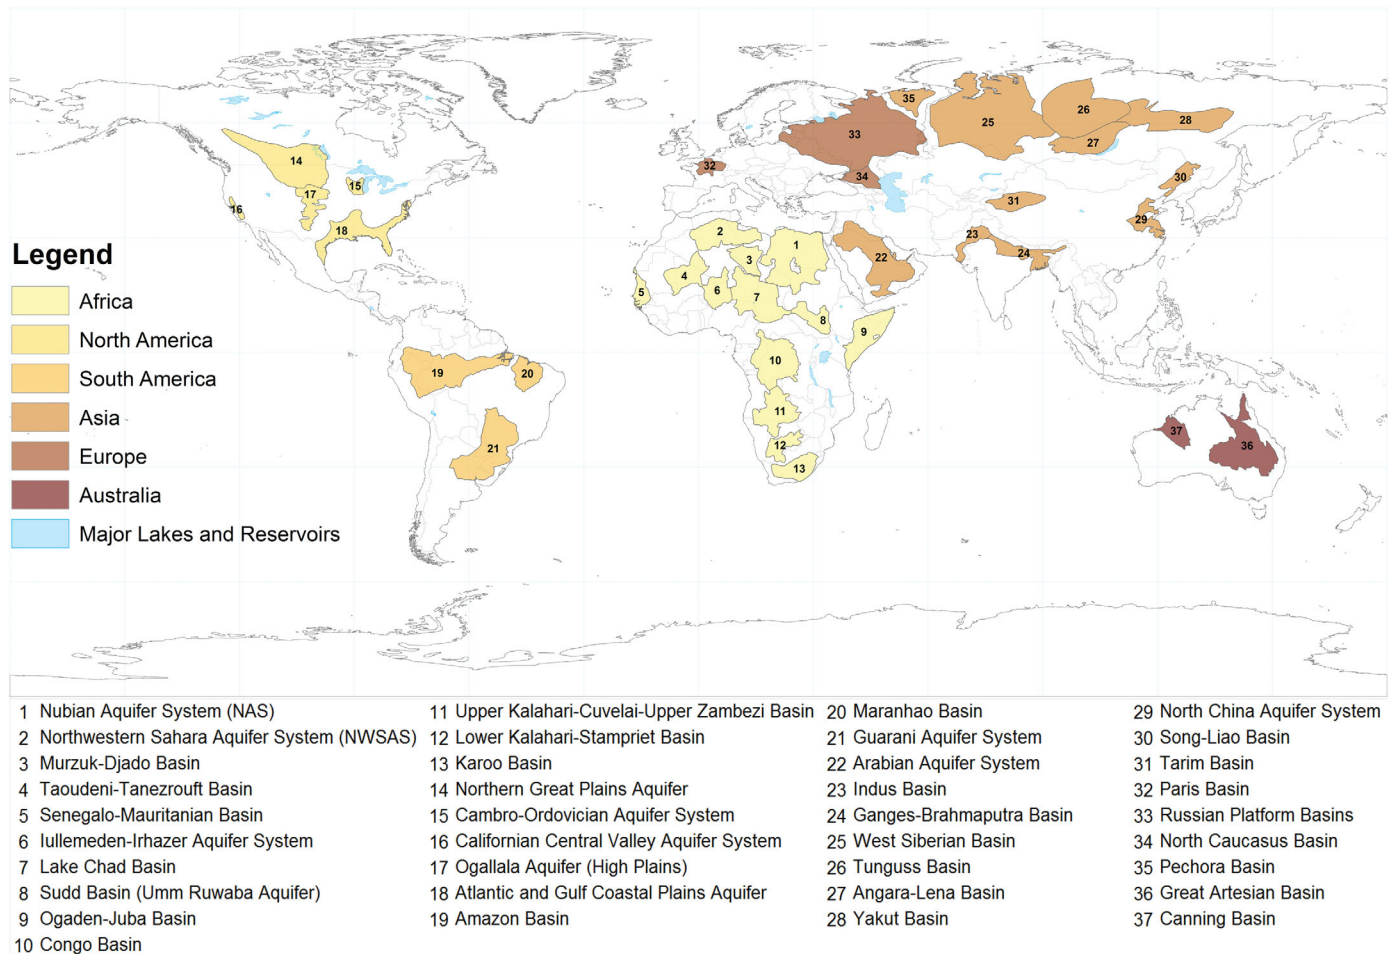 14
15
16
17
18
19
20
21
1
2
3
4
5
6
7
8
9
10
11
12
13
22
23
24
25
26
27
28
29
30
31
32
33
34
35
36
37
Legend
Africa
North America
South America
Asia
Europe
Australia
Major Lakes and Reservoirs
1 Nubian Aquifer System (NAS)
2 Northwestern Sahara Aquifer System (NWSAS)
3 Murzuk-Djado Basin
4 Taoudeni-Tanezrouft Basin
5 Senegalo-Mauritanian Basin
6 Iullemeden-Irhazer Aquifer System
7 Lake Chad Basin
8 Sudd Basin (Umm Ruwaba Aquifer)
9 Ogaden-Juba Basin
10 Congo Basin
11 Upper Kalahari-Cuvelai-Upper Zambezi Basin
12 Lower Kalahari-Stampriet Basin
13 Karoo Basin
14 Northern Great Plains Aquifer
15 Cambro-Ordovician Aquifer System
16 Californian Central Valley Aquifer System
17 Ogallala Aquifer (High Plains)
18 Atlantic and Gulf Coastal Plains Aquifer
19 Amazon Basin
20 Maranhao Basin
21 Guarani Aquifer System
22 Arabian Aquifer System
23 Indus Basin
24 Ganges-Brahmaputra Basin
25 West Siberian Basin
26 Tunguss Basin
27 Angara-Lena Basin
28 Yakut Basin
29 North China Aquifer System
30 Song-Liao Basin
31 Tarim Basin
32 Paris Basin
33 Russian Platform Basins
34 North Caucasus Basin
35 Pechora Basin
36 Great Artesian Basin
37 Canning Basin